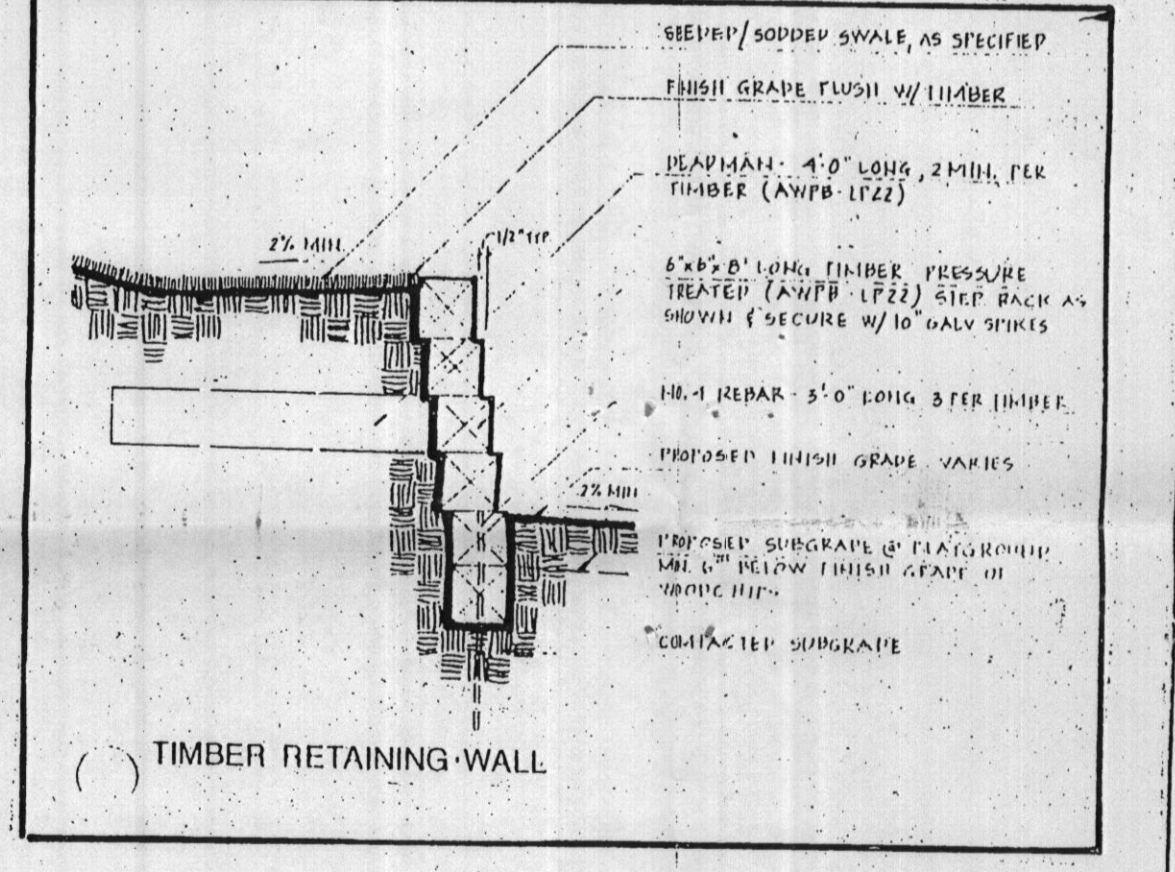 SEEDED/SODDED SWALE, AS SPECIFIED
FINISH GRADE FLUSH W/ TIMBER
DEADMAN · 4'0" LONG, 2 MIN. PER
TIMBER (AWPB · LP22)
2% MIN.
1/2" TYP.
6"x6"x 8' LONG TIMBER PRESSURE
TREATED (AWPB · LP22) STEP BACK AS
SHOWN & SECURE W/ 10" GALV SPIKES
NO. 4 REBAR · 3'-0" LONG 3 PER TIMBER
PROPOSED FINISH GRADE VARIES
2% MIN
PROPOSED SUBGRADE @ PLAYGROUND
MIN. 6" BELOW FINISH GRADE OF
WOODCHIPS
COMPACTED SUBGRADE
( ) TIMBER RETAINING·WALL